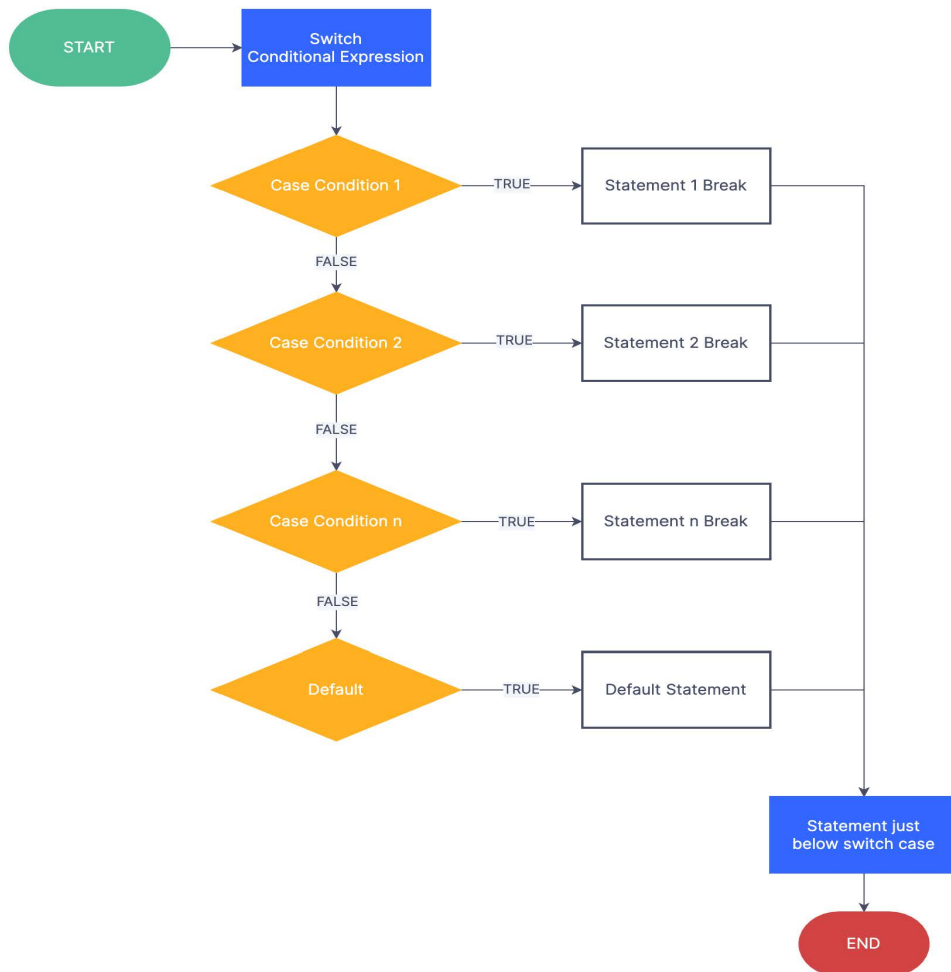 START
Switch
Conditional Expression
Case Condition 1
TRUE
Statement 1 Break
FALSE
Case Condition 2
TRUE
Statement 2 Break
FALSE
Case Condition n
TRUE
Statement n Break
FALSE
Default
TRUE
Default Statement
Statement just
below switch case
END